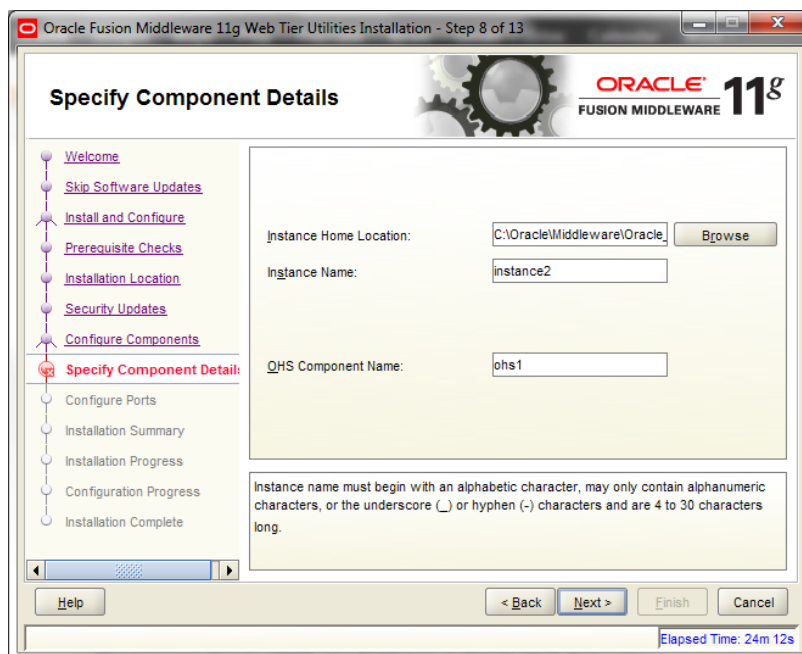 Oracle Fusion Middleware 11g Web Tier Utilities Installation - Step 8 of 13
Specify Component Details
ORACLE
FUSION MIDDLEWARE 11g
Welcome
Skip Software Updates
Install and Configure
Prerequisite Checks
Installation Location
Security Updates
Configure Components
Specify Component Details
Configure Ports
Installation Summary
Installation Progress
Configuration Progress
Installation Complete
Instance Home Location: C:\Oracle\Middleware\Oracle_ Browse
Instance Name: instance2
OHS Component Name: ohs1
Instance name must begin with an alphabetic character, may only contain alphanumeric
characters, or the underscore (_) or hyphen (-) characters and are 4 to 30 characters
long.
Help < Back Next > Finish Cancel
Elapsed Time: 24m 12s